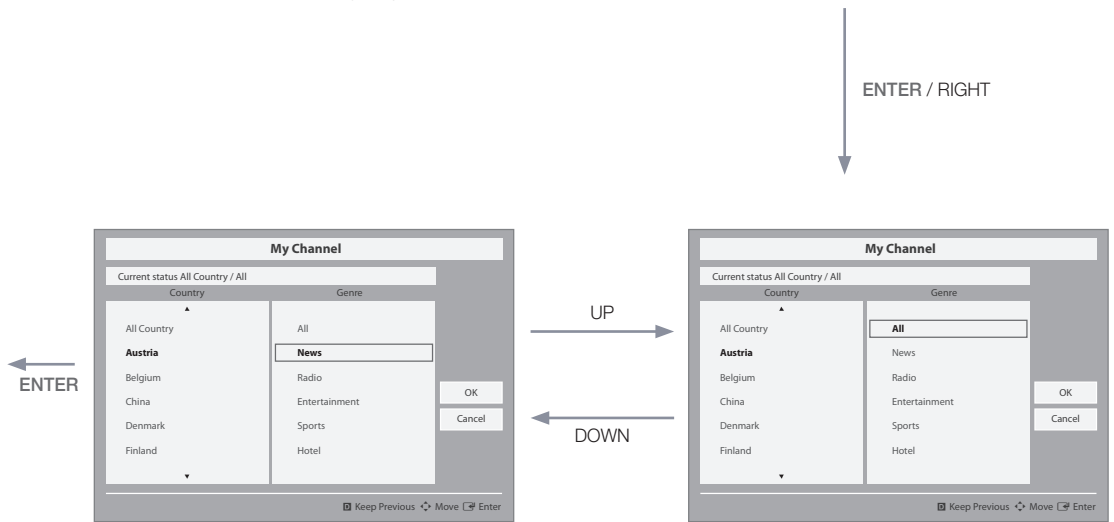 ENTER / RIGHT
My Channel
Current status All Country / All
Country Genre
▲
All Country All
Austria News
Belgium Radio
China Entertainment
Denmark Sports
Finland Hotel
▼
OK
Cancel
D Keep Previous Move Enter
ENTER
UP
DOWN
My Channel
Current status All Country / All
Country Genre
▲
All Country All
Austria News
Belgium Radio
China Entertainment
Denmark Sports
Finland Hotel
▼
OK
Cancel
D Keep Previous Move Enter